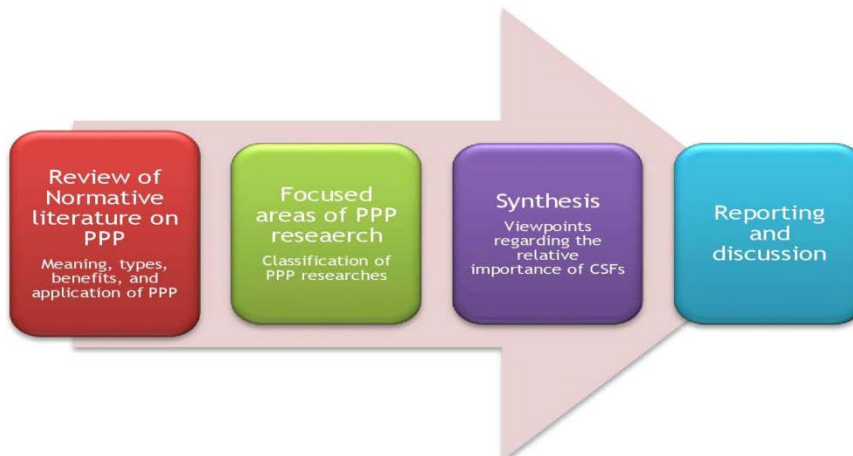 Review of
Normative
literature on
PPP
Meaning, types,
benefits, and
application of PPP
Focused
areas of PPP
reseaerch
Classification of
PPP researches
Synthesis
Viewpoints
regarding the
relative
importance of CSFs
Reporting
and
discussion